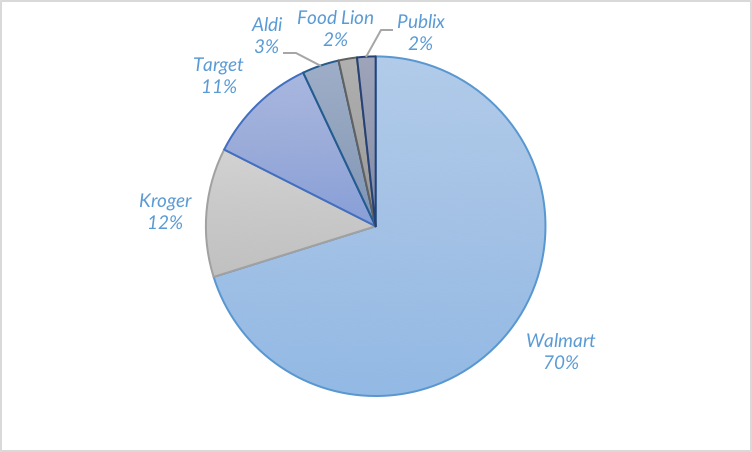 Food Lion
2%
Publix
2%
Aldi
3%
Target
11%
Kroger
12%
Walmart
70%